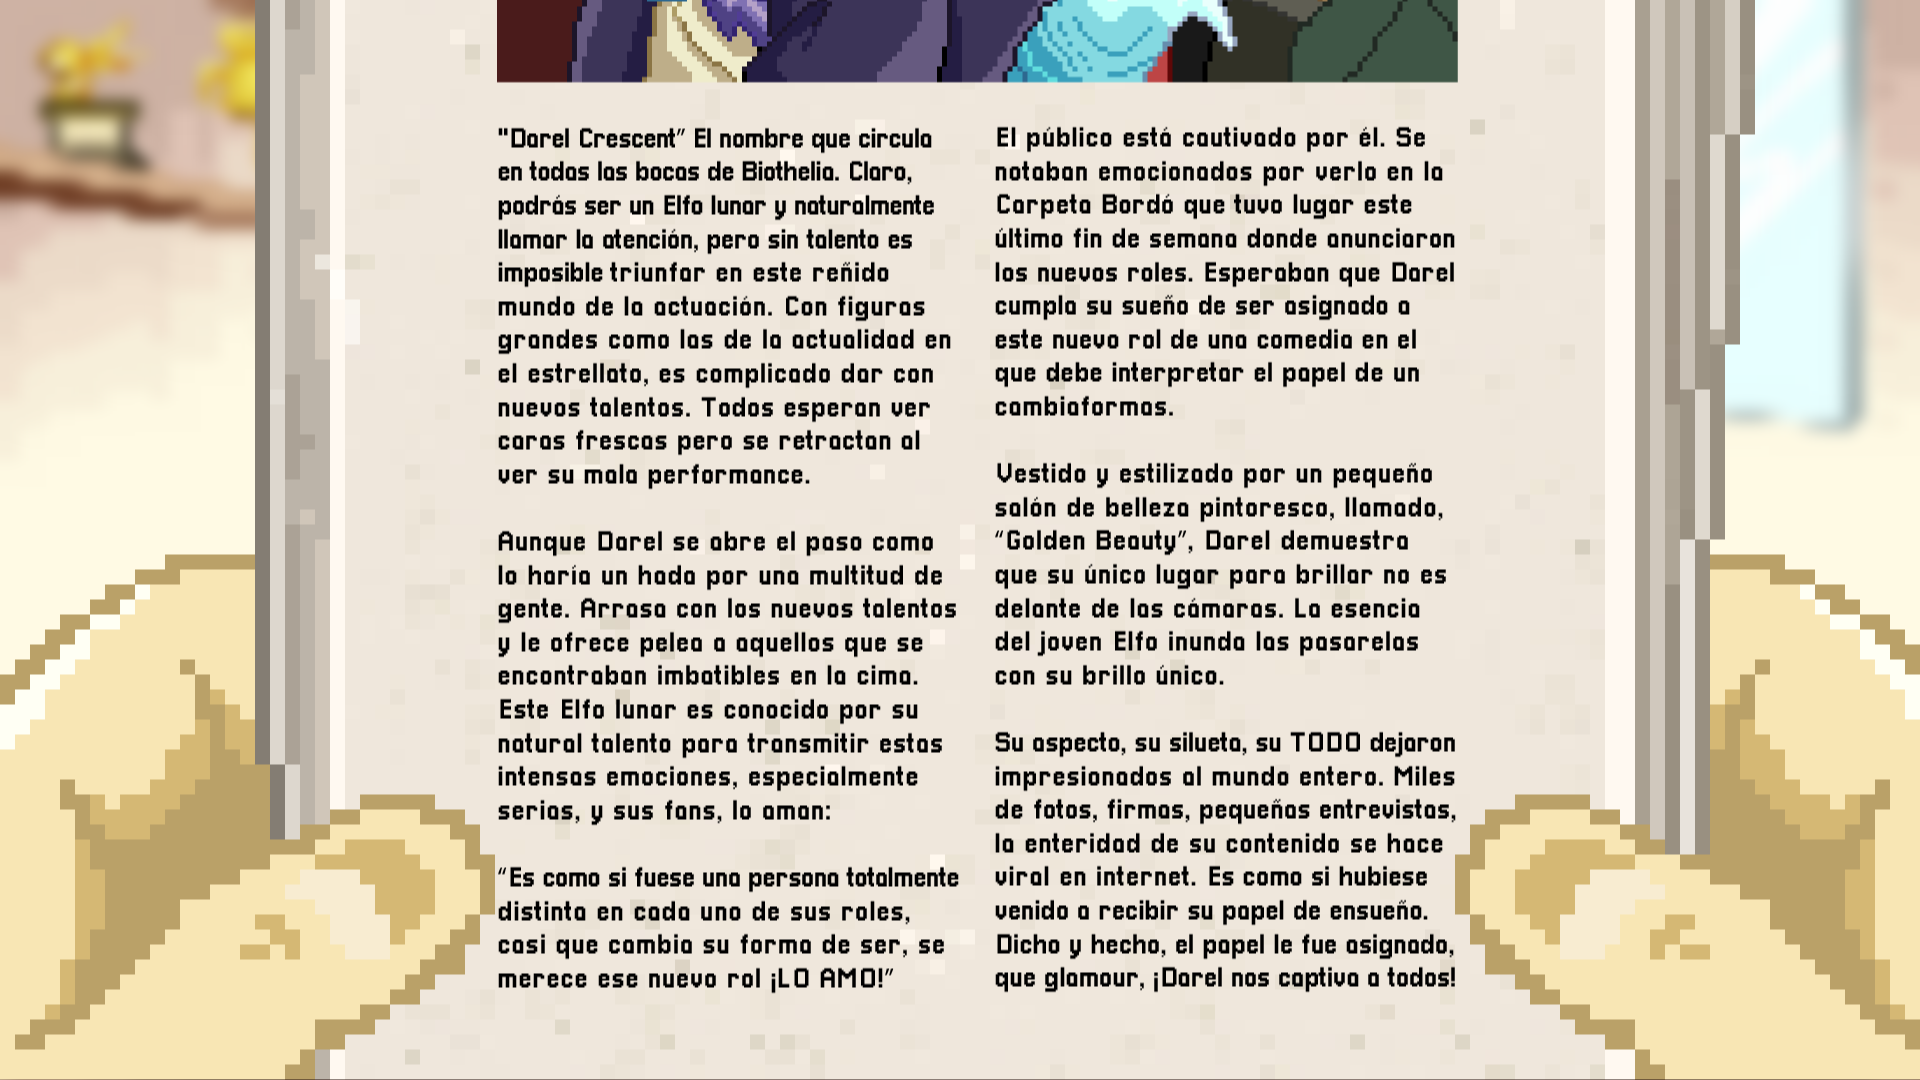 "Darel Crescent" El nombre que circula
en todas las bocas de Biothelia. Claro,
podrás ser un Elfo lunar y naturalmente
llamar la atención, pero sin talento es
imposible triunfar en este reñido
mundo de la actuación. Con figuras
grandes como las de la actualidad en
el estrellato, es complicado dar con
nuevos talentos. Todos esperan ver
caras frescas pero se retractan al
ver su mala performance.
Aunque Darel se abre el paso como
lo haría un hada por una multitud de
gente. Arrasa con los nuevos talentos
y le ofrece pelea a aquellos que se
encontraban imbatibles en la cima.
Este Elfo lunar es conocido por su
natural talento para transmitir estas
intensas emociones, especialmente
serias, y sus fans, lo aman:
"Es como si fuese una persona totalmente
distinta en cada uno de sus roles,
casi que cambia su forma de ser, se
merece ese nuevo rol ¡LO AMO!"
El público está cautivado por él. Se
notaban emocionados por verlo en la
Carpeta Bordó que tuvo lugar este
último fin de semana donde anunciaron
los nuevos roles. Esperaban que Darel
cumpla su sueño de ser asignado a
este nuevo rol de una comedia en el
que debe interpretar el papel de un
cambiaformas.
Vestido y estilizado por un pequeño
salón de belleza pintoresco, llamado,
"Golden Beauty", Darel demuestra
que su único lugar para brillar no es
delante de las cámaras. La esencia
del joven Elfo inunda las pasarelas
con su brillo único.
Su aspecto, su silueta, su TODO dejaron
impresionados al mundo entero. Miles
de fotos, firmas, pequeñas entrevistas,
la enteridad de su contenido se hace
viral en internet. Es como si hubiese
venido a recibir su papel de ensueño.
Dicho y hecho, el papel le fue asignado,
que glamour, ¡Darel nos captiva a todos!